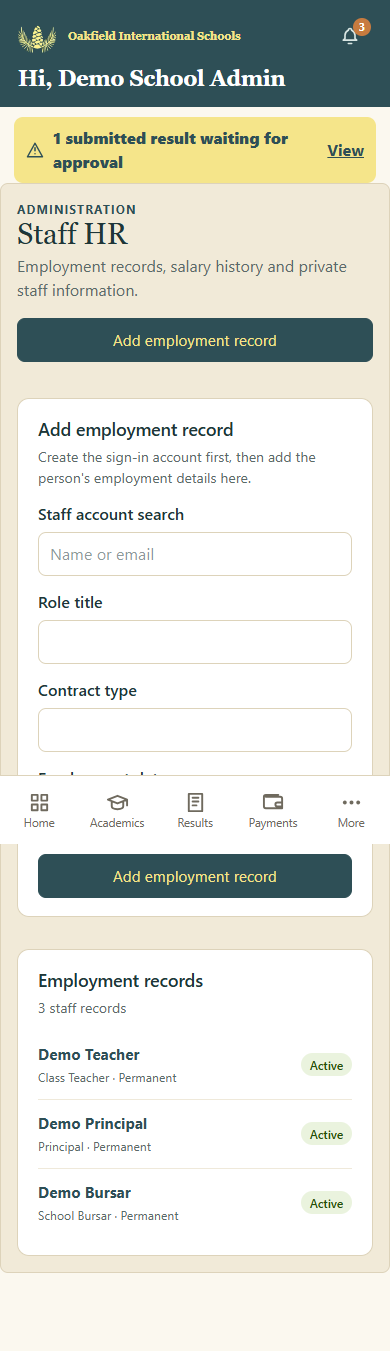 Oakfield International Schools
3
Hi, Demo School Admin
1 submitted result waiting for
approval
View
ADMINISTRATION
Staff HR
Employment records, salary history and private
staff information.
Add employment record
Add employment record
Create the sign-in account first, then add the
person's employment details here.
Staff account search
Name or email
Role title
Contract type
Home
Academics
Results
Payments
More
Add employment record
Employment records
3 staff records
Demo Teacher
Class Teacher · Permanent
Active
Demo Principal
Principal · Permanent
Active
Demo Bursar
School Bursar · Permanent
Active